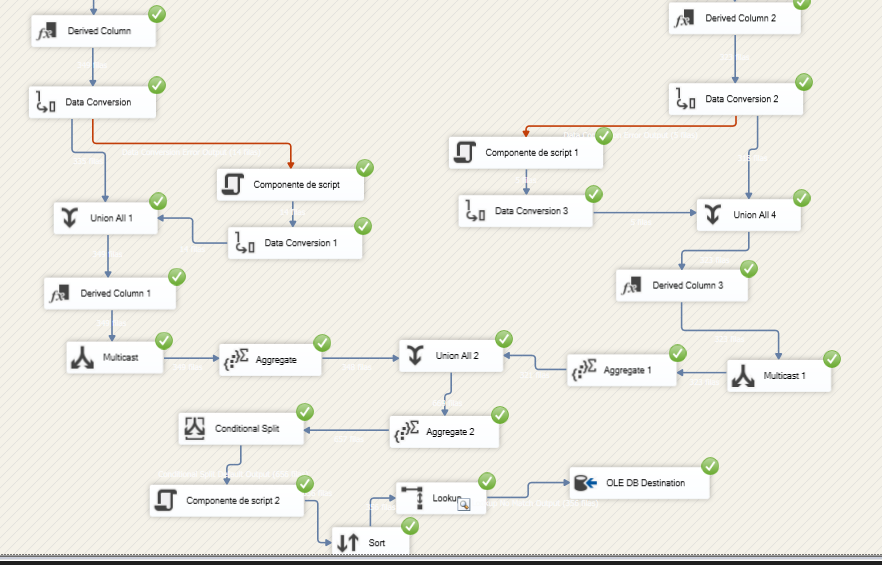 Derived Column
Derived Column 2
Data Conversion
Data Conversion 2
Componente de script 1
Componente de script
Union All 1
Data Conversion 3
Union All 4
Data Conversion 1
Derived Column 1
Derived Column 3
Multicast
Aggregate
Union All 2
Aggregate 1
Multicast 1
Conditional Split
Aggregate 2
Componente de script 2
Lookup
OLE DB Destination
Sort